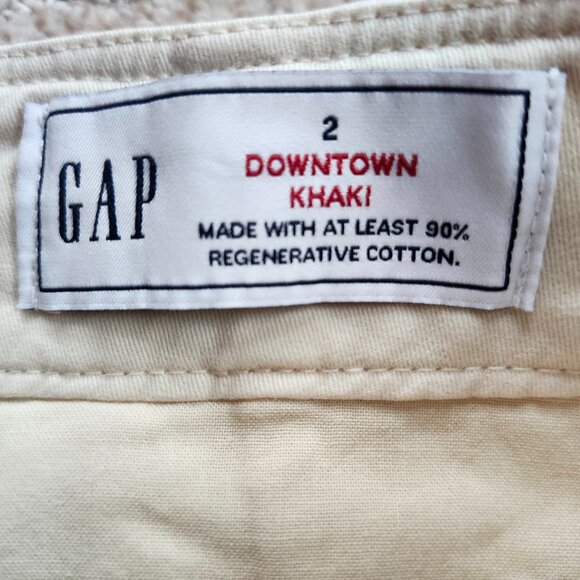 GAP
2
DOWNTOWN
KHAKI
MADE WITH AT LEAST 90%
REGENERATIVE COTTON.